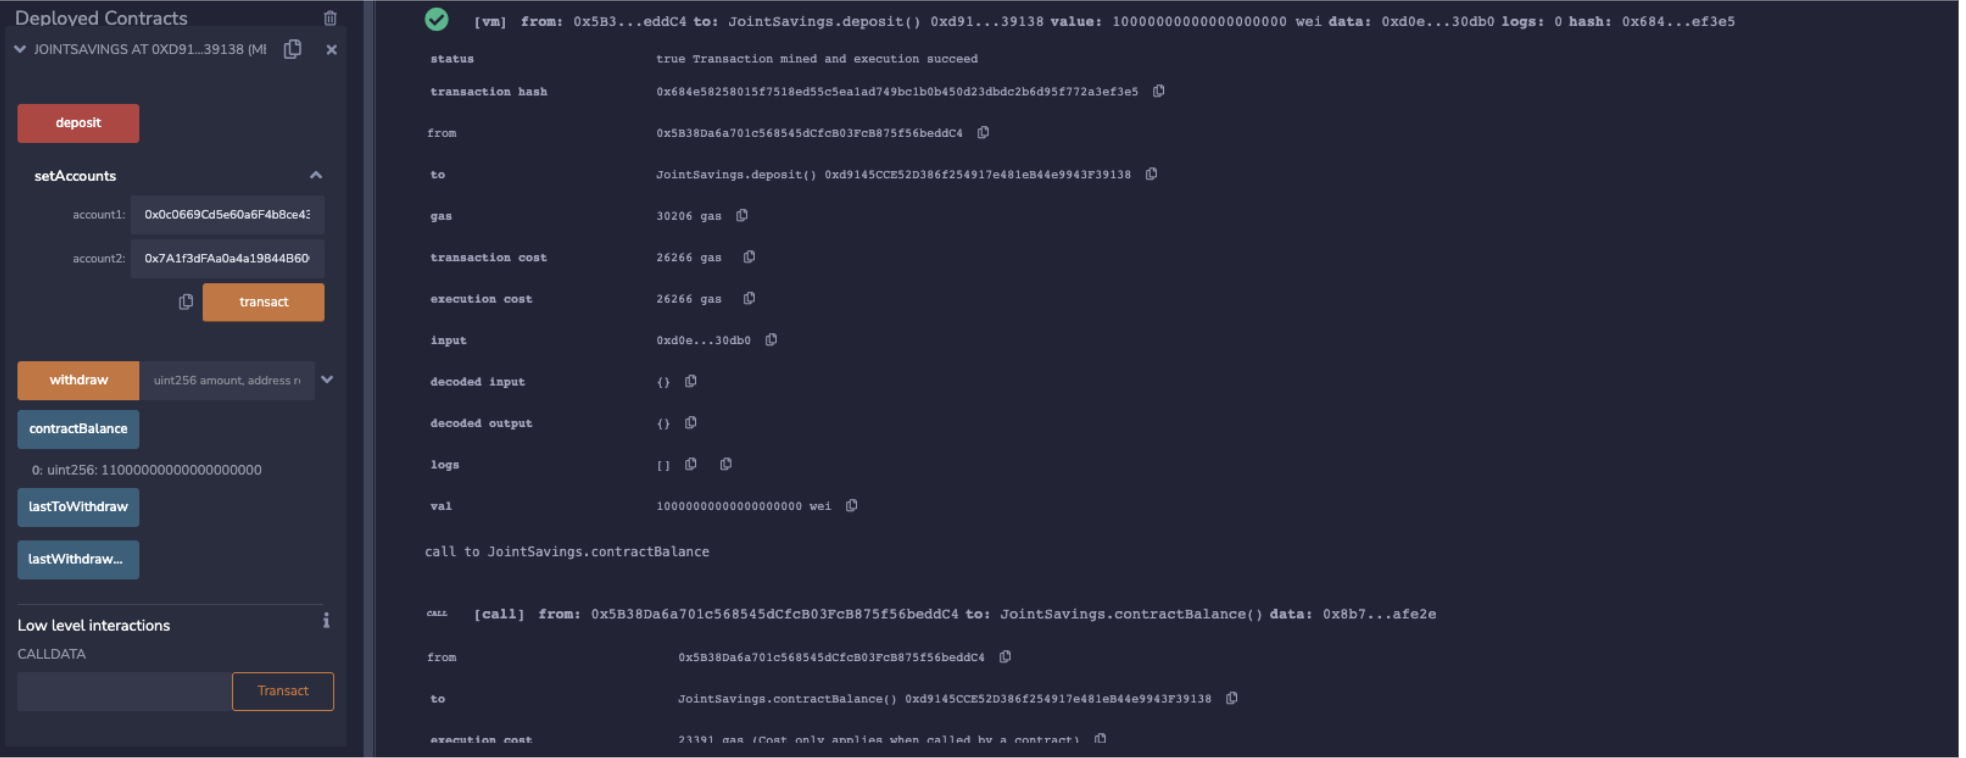 Deployed Contracts
JOINTSAVINGS AT 0XD91...39138 (ME
deposit
setAccounts
account1: 0x0c0669Cd5e60a6F4b8ce43
account2: 0x7A1f3dFAa0a4a19844B60
transact
withdraw uint256 amount, address r
contractBalance
0: uint256: 11000000000000000000
lastToWithdraw
lastWithdraw...
Low level interactions
CALLDATA
Transact
[vm] from: 0x5B3...eddC4 to: JointSavings.deposit() 0xd91...39138 value: 10000000000000000000 wei data: 0xd0e...30db0 logs: 0 hash: 0x684...ef3e5
status true Transaction mined and execution succeed
transaction hash 0x684e58258015f7518ed55c5ea1ad749bc1b0b450d23dbdc2b6d95f772a3ef3e5
from 0x5B38Da6a701c568545dCfcB03FcB875f56beddC4
to JointSavings.deposit() 0xd9145CCE52D386f254917e481eB44e9943F39138
gas 30206 gas
transaction cost 26266 gas
execution cost 26266 gas
input 0xd0e...30db0
decoded input {}
decoded output {}
logs []
val 10000000000000000000 wei
call to JointSavings.contractBalance
CALL [call] from: 0x5B38Da6a701c568545dCfcB03FcB875f56beddC4 to: JointSavings.contractBalance() data: 0x8b7...afe2e
from 0x5B38Da6a701c568545dCfcB03FcB875f56beddC4
to JointSavings.contractBalance() 0xd9145CCE52D386f254917e481eB44e9943F39138
execution cost 23391 gas (Cost only applies when called by a contract)